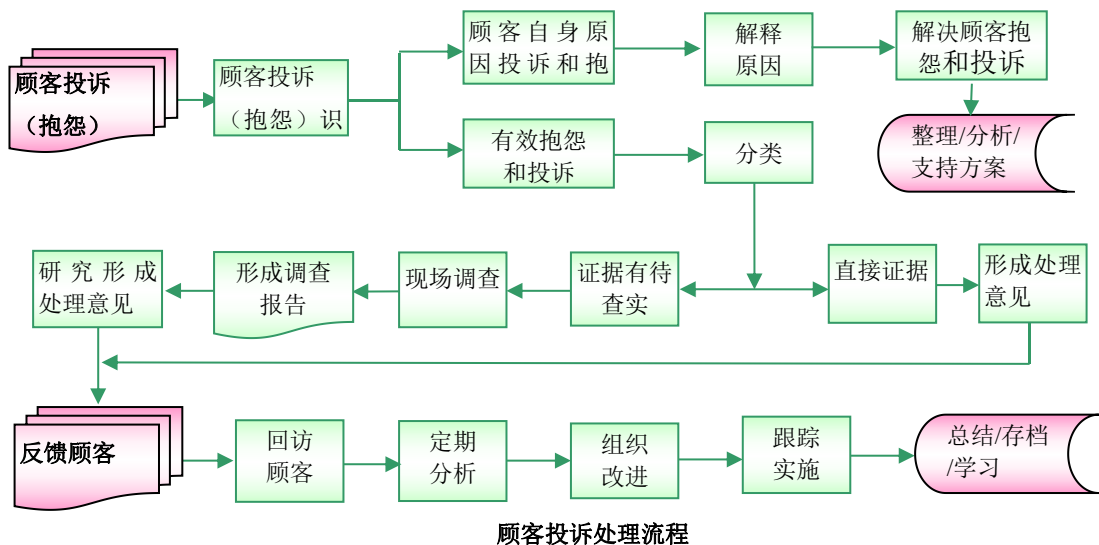 顾客投诉
（抱怨）
顾客投诉
（抱怨）识
顾客自身原
因投诉和抱
解释
原因
解决顾客抱
怨和投诉
有效抱怨
和投诉
分类
整理/分析/
支持方案
研究形成
处理意见
形成调查
报告
现场调查
证据有待
查实
直接证据
形成处理
意见
反馈顾客
回访
顾客
定期
分析
组织
改进
跟踪
实施
总结/存档
/学习
顾客投诉处理流程